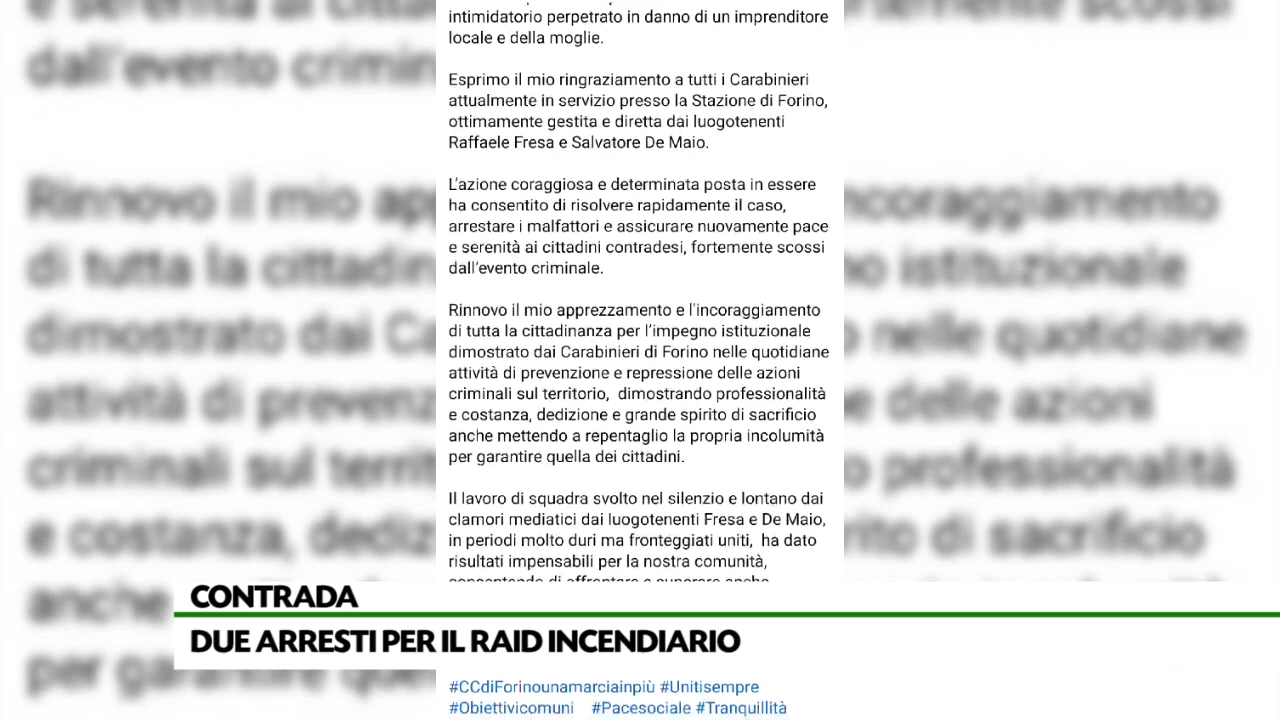 intimidatorio perpetrato in danno di un imprenditore
locale e della moglie.
Esprimo il mio ringraziamento a tutti i Carabinieri
attualmente in servizio presso la Stazione di Forino,
ottimamente gestita e diretta dai luogotenenti
Raffaele Fresa e Salvatore De Maio.
L'azione coraggiosa e determinata posta in essere
ha consentito di risolvere rapidamente il caso,
arrestare i malfattori e assicurare nuovamente pace
e serenità ai cittadini contradesi, fortemente scossi
dall'evento criminale.
Rinnovo il mio apprezzamento e l'incoraggiamento
di tutta la cittadinanza per l'impegno istituzionale
dimostrato dai Carabinieri di Forino nelle quotidiane
attività di prevenzione e repressione delle azioni
criminali sul territorio, dimostrando professionalità
e costanza, dedizione e grande spirito di sacrificio
anche mettendo a repentaglio la propria incolumità
per garantire quella dei cittadini.
Il lavoro di squadra svolto nel silenzio e lontano dai
clamori mediatici dai luogotenenti Fresa e De Maio,
in periodi molto duri ma fronteggiati uniti, ha dato
risultati impensabili per la nostra comunità,
CONTRADA
DUE ARRESTI PER IL RAID INCENDIARIO
#CCdiForinounamarciainpiù #Unitisempre
#Obiettivicomuni #Pacesociale #Tranquillità